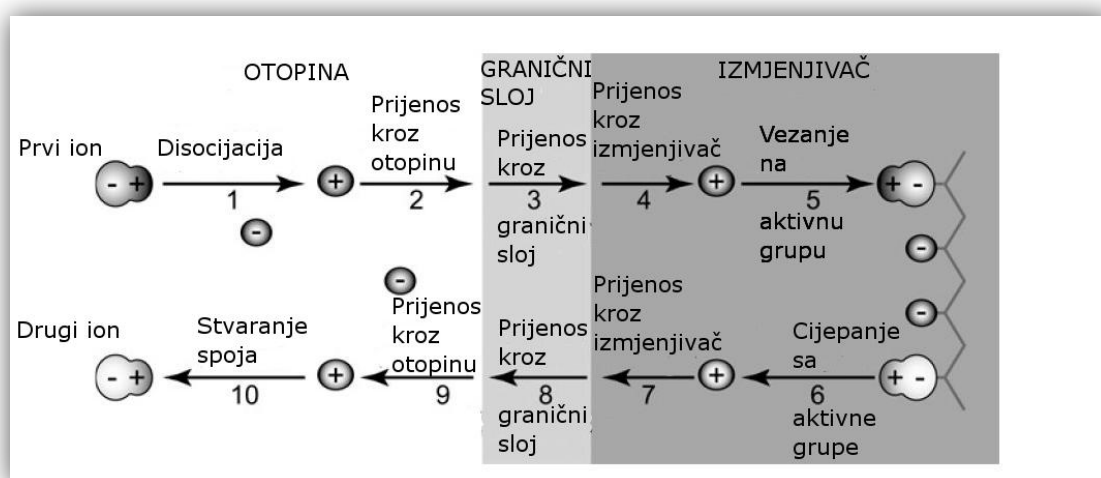 OTOPINA
GRANIČNI
SLOJ
IZMJENJIVAČ
Prvi ion
Disocijacija
1
Prijenos
kroz
otopinu
2
Prijenos
kroz
3
granični
sloj
Prijenos
kroz
izmjenjivač
4
Vezanje
na
5
aktivnu
grupu
Drugi ion
Stvaranje
spoja
10
Prijenos
kroz
otopinu
9
Prijenos
kroz
8
granični
sloj
Prijenos
kroz
izmjenjivač
7
Cijepanje
sa
6
aktivne
grupe